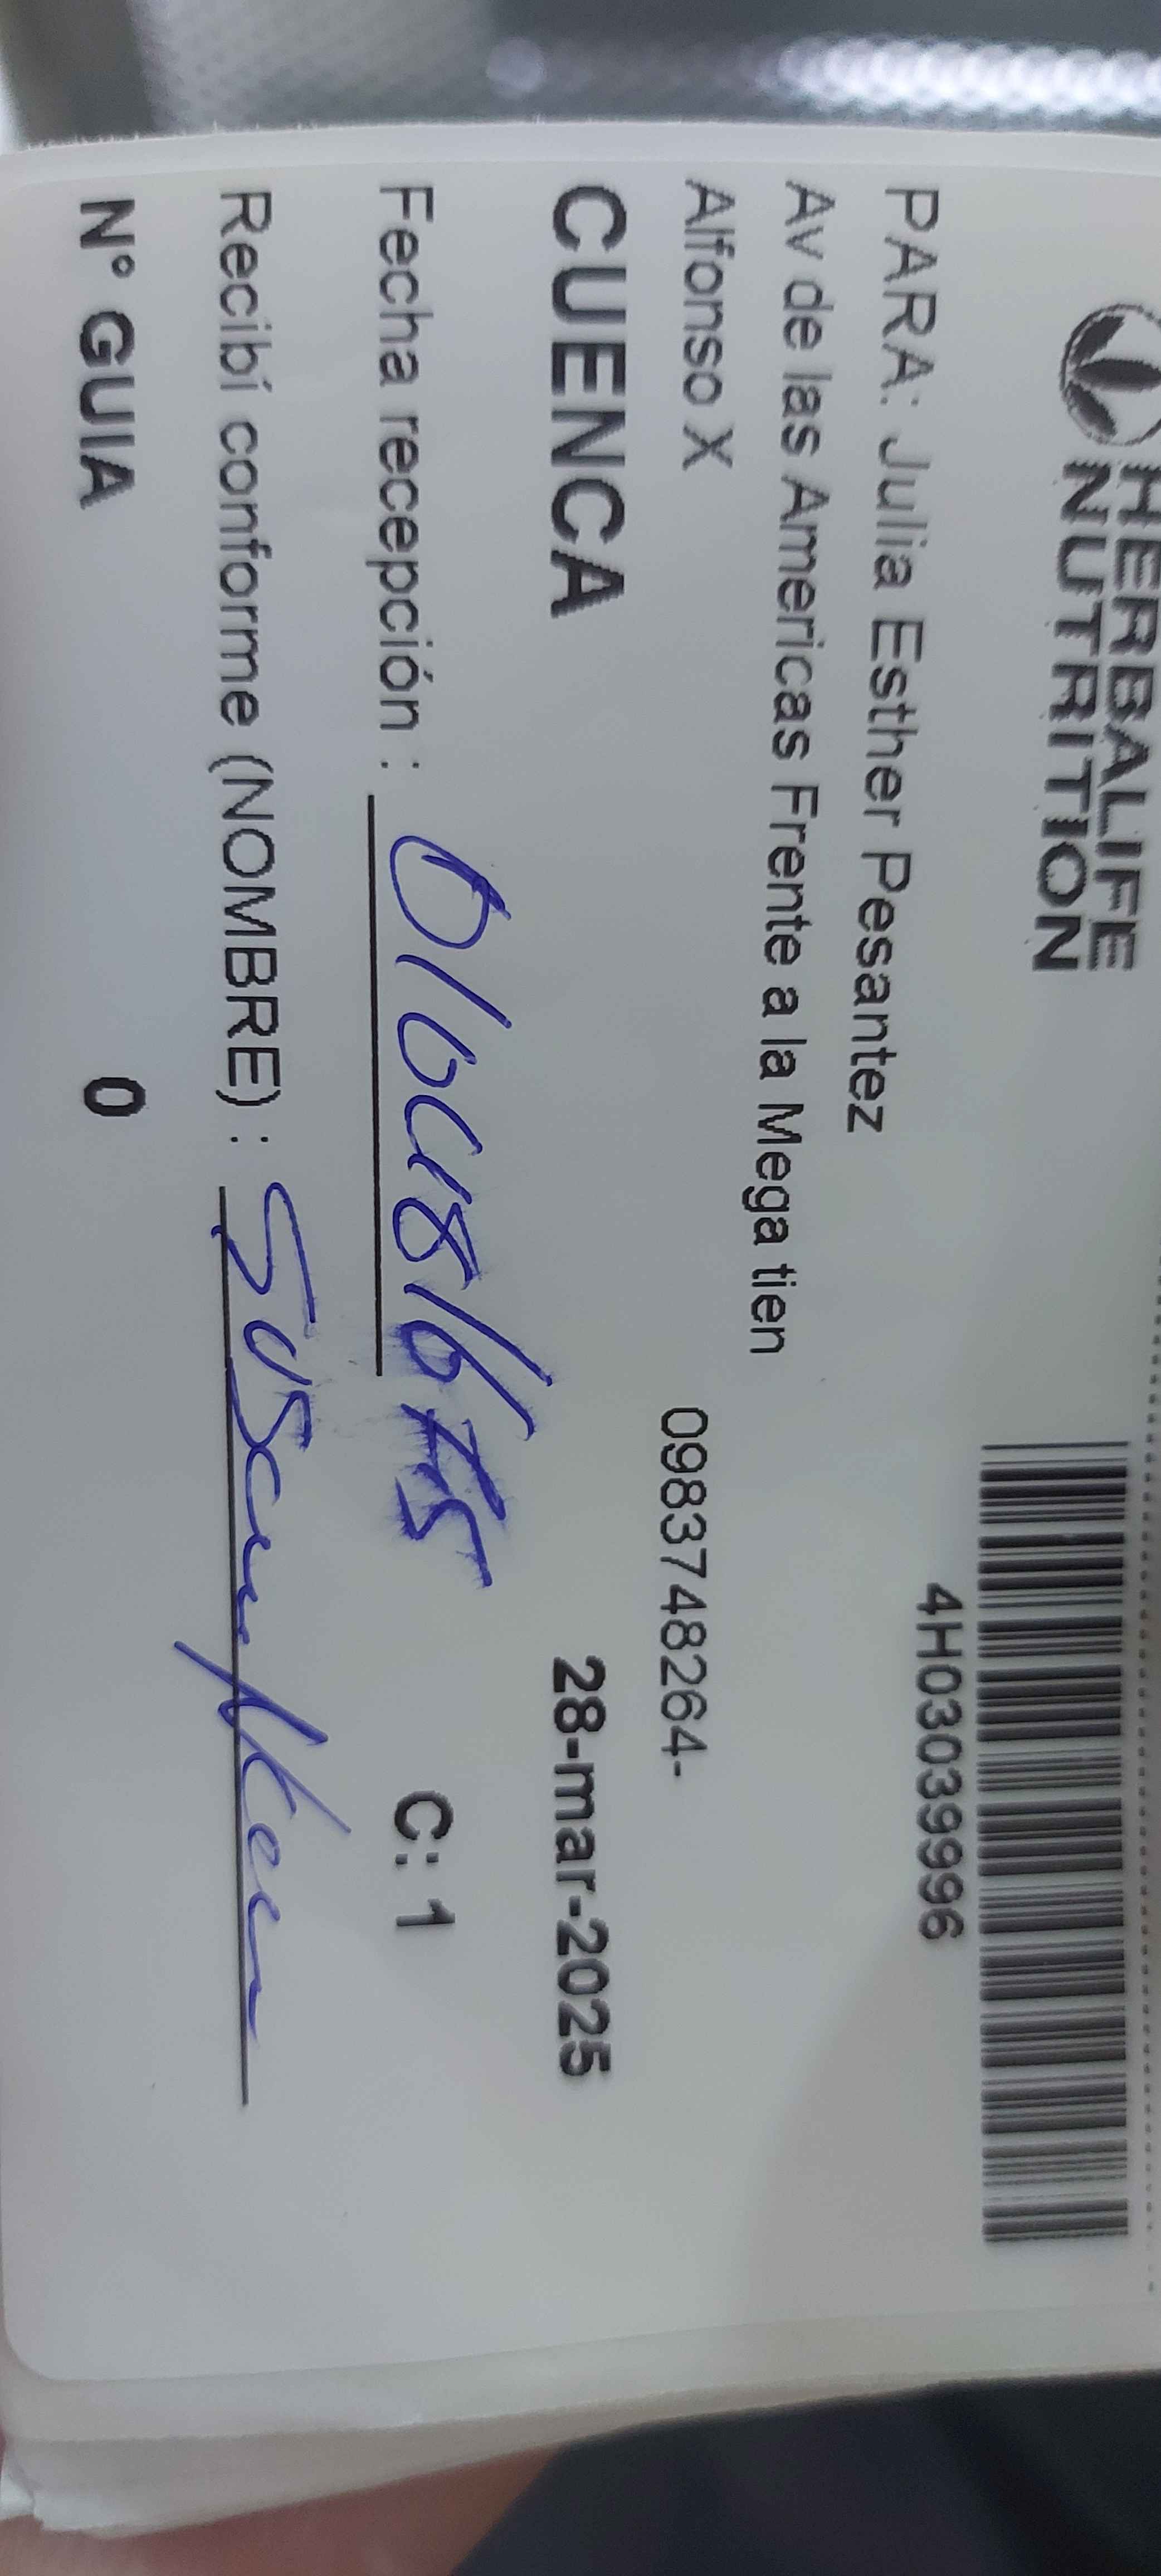 HERBALIFE
NUTRITION
4H03039996
PARA: Julia Esther Pesantez
Av de las Americas Frente a la Mega tien
Alfonso X
0983748264-
CUENCA 28-mar-2025
Fecha recepción : C: 1
Recibí conforme (NOMBRE) :
N° GUIA 0